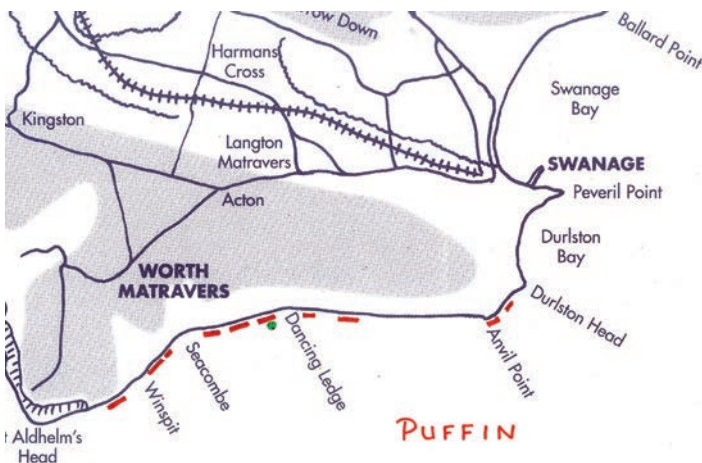 row Down
Ballard Point
Harmans
Cross
Swanage
Bay
Kingston
Langton
Matravers
SWANAGE
Peveril Point
Acton
Durlston
Bay
WORTH
MATRAVERS
Durlston Head
Anvil Point
Dancing Ledge
Seacombe
Winspit
PUFFIN
t Aldhelm's
Head